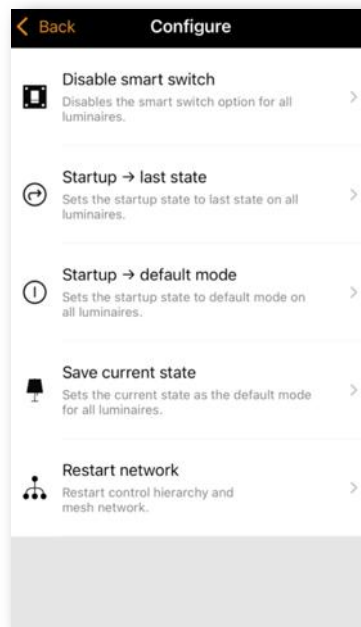 Back
Configure
Disable smart switch
Disables the smart switch option for all
luminaires.
Startup → last state
Sets the startup state to last state on all
luminaires.
Startup → default mode
Sets the startup state to default mode on
all luminaires.
Save current state
Sets the current state as the default mode
for all luminaires.
Restart network
Restart control hierarchy and
mesh network.